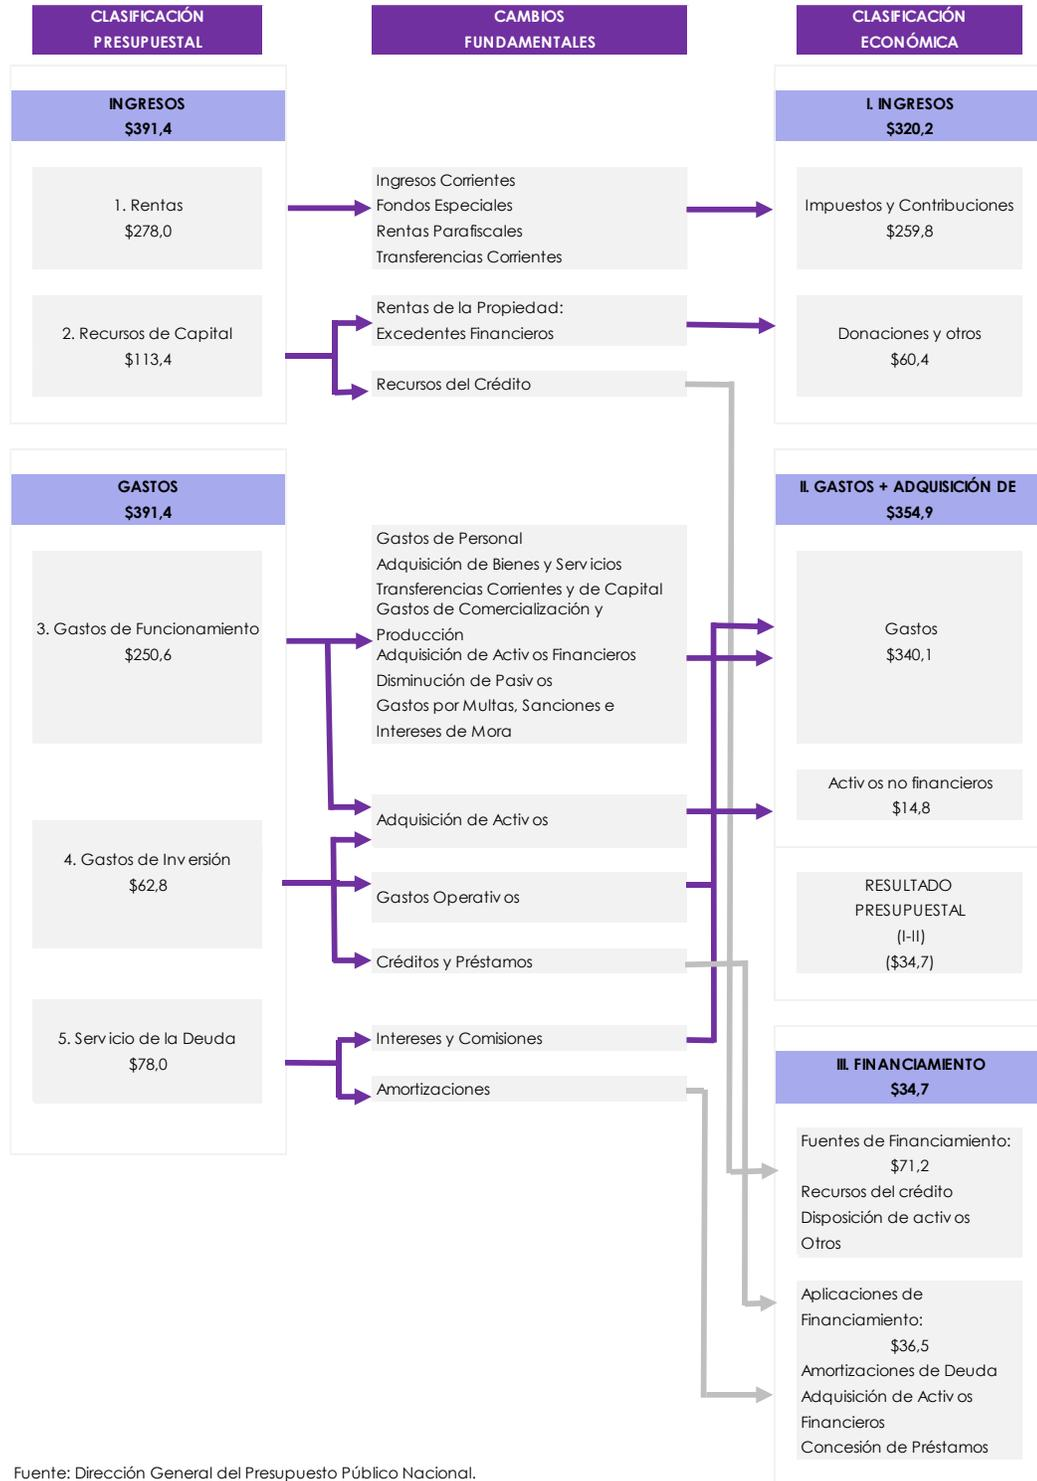 CLASIFICACIÓN
PRESUPUESTAL
CAMBIOS
FUNDAMENTALES
CLASIFICACIÓN
ECONÓMICA
INGRESOS
$391,4
I. INGRESOS
$320,2
1. Rentas
$278,0
Ingresos Corrientes
Fondos Especiales
Rentas Parafiscales
Transferencias Corrientes
Impuestos y Contribuciones
$259,8
2. Recursos de Capital
$113,4
Rentas de la Propiedad:
Excedentes Financieros
Recursos del Crédito
Donaciones y otros
$60,4
GASTOS
$391,4
II. GASTOS + ADQUISICIÓN DE
$354,9
3. Gastos de Funcionamiento
$250,6
Gastos de Personal
Adquisición de Bienes y Servicios
Transferencias Corrientes y de Capital
Gastos de Comercialización y
Producción
Adquisición de Activos Financieros
Disminución de Pasivos
Gastos por Multas, Sanciones e
Intereses de Mora
Gastos
$340,1
Adquisición de Activos
Activos no financieros
$14,8
4. Gastos de Inversión
$62,8
Gastos Operativos
Créditos y Préstamos
RESULTADO
PRESUPUESTAL
(I-II)
($34,7)
5. Servicio de la Deuda
$78,0
Intereses y Comisiones
Amortizaciones
III. FINANCIAMIENTO
$34,7
Fuentes de Financiamiento:
$71,2
Recursos del crédito
Disposición de activos
Otros
Aplicaciones de
Financiamiento:
$36,5
Amortizaciones de Deuda
Adquisición de Activos
Financieros
Concesión de Préstamos
Fuente: Dirección General del Presupuesto Público Nacional.